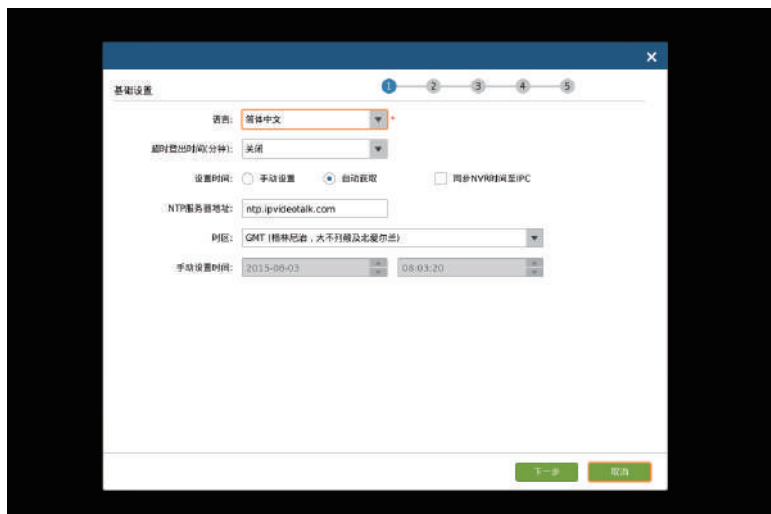 基础设置 1 2 3 4 5
语言: 简体中文 *
超时登出时间(分钟): 关闭
设置时间: 手动设置 自动获取 同步NVR时间至IPC
NTP服务器地址: ntp.ipvideotalk.com
时区: GMT (格林尼治，大不列颠及北爱尔兰)
手动设置时间: 2015-08-03 08:03:20
下一步 取消